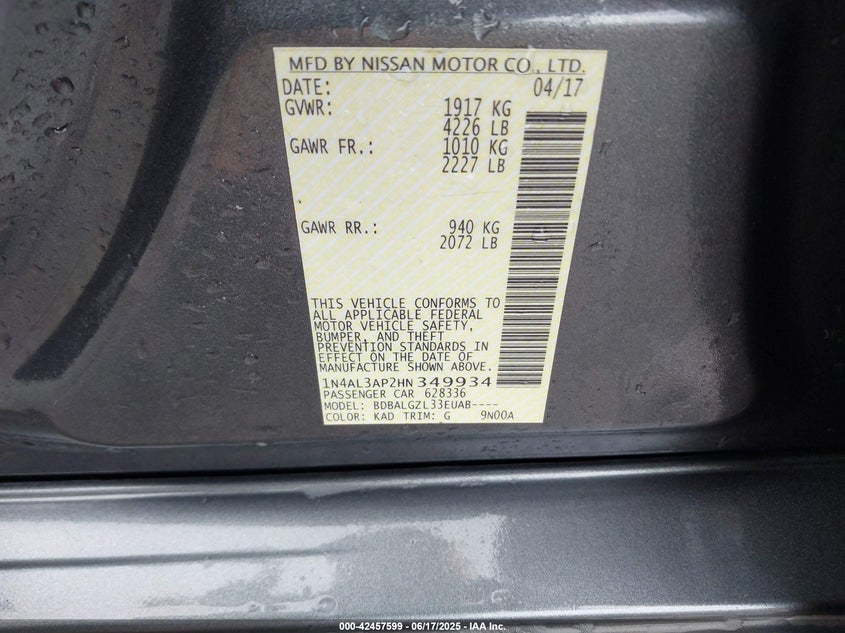 MFD BY NISSAN MOTOR CO., LTD.
DATE: 04/17
GVWR: 1917 KG
4226 LB
GAWR FR.: 1010 KG
2227 LB
GAWR RR.: 940 KG
2072 LB
THIS VEHICLE CONFORMS TO
ALL APPLICABLE FEDERAL
MOTOR VEHICLE SAFETY,
BUMPER, AND THEFT
PREVENTION STANDARDS IN
EFFECT ON THE DATE OF
MANUFACTURE SHOWN ABOVE.
1N4AL3AP2HN349934
PASSENGER CAR 628336
MODEL: BDBALGZL33EUAB----
COLOR: KAD TRIM: G 9N00A
000-42457599 - 06/17/2025 - IAA Inc.